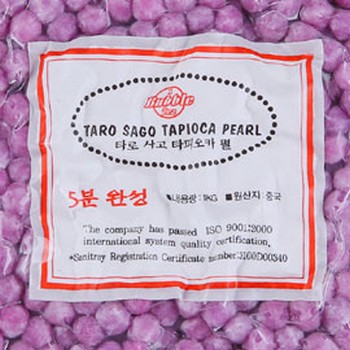 Bubble
Tea
TARO SAGO TAPIOCA PEARL
타로 사고 타피오카 펄
5분 완성 ■내용량: 1KG ■원산지: 중국
The company has passed ISO 9001:2000
international system quality certification.
*Sanitray Registration Certificate number:3100D00340